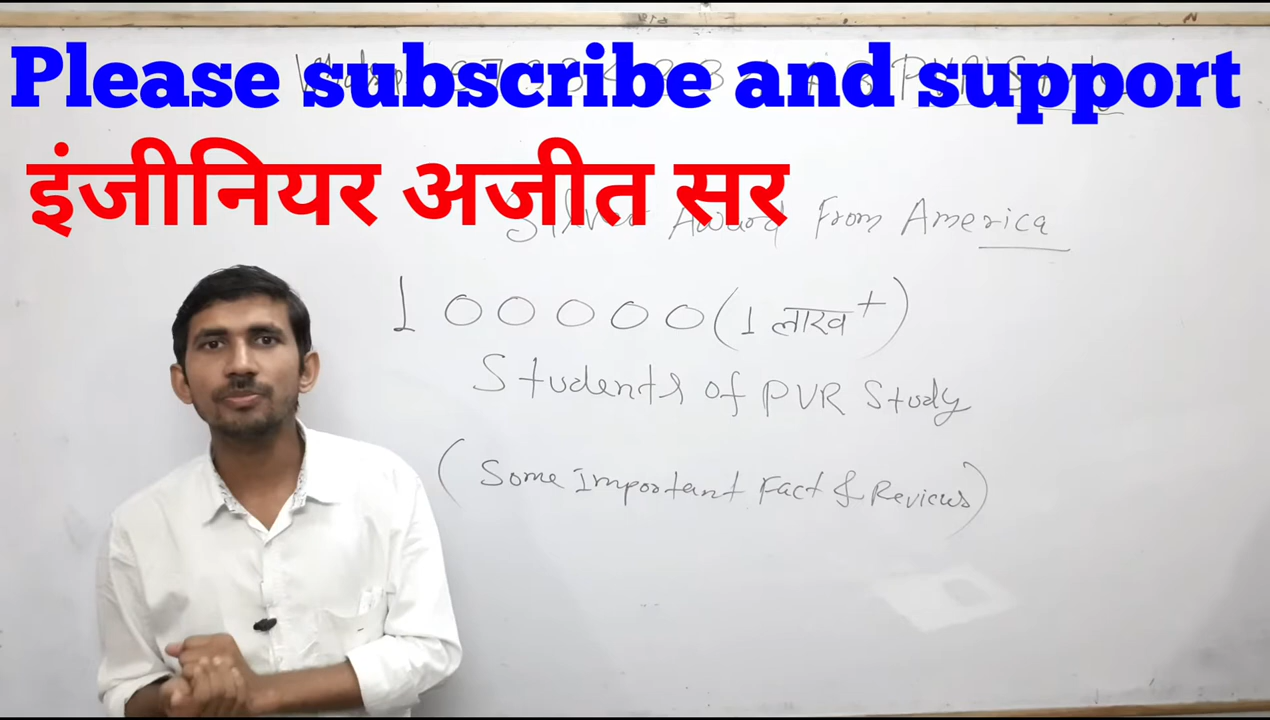 Please subscribe and support
इंजीनियर अजीत सर
Award From America
100000 (1 लाख+)
Students of PVR Study
(Some Important Fact & Reviews)